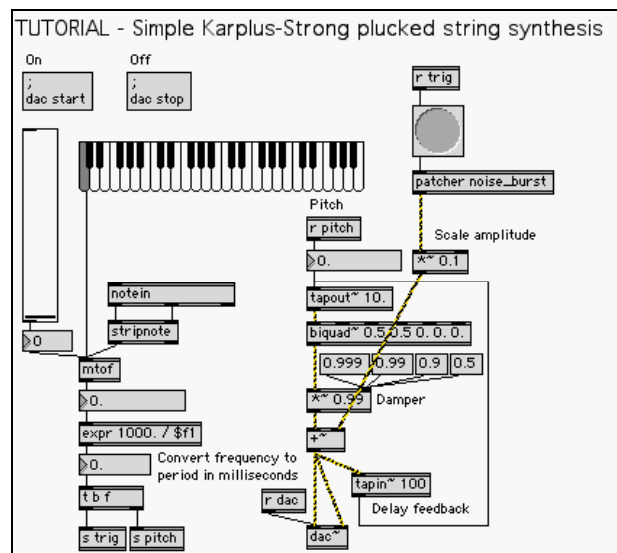 TUTORIAL - Simple Karplus-Strong plucked string synthesis
On
Off
;
dac start
;
dac stop
r trig
patcher noise_burst
Pitch
r pitch
Scale amplitude
0.
*~ 0.1
notein
tapout~ 10.
stripnote
biquad~ 0.5 0.5 0. 0. 0.
0
0.999
0.99
0.9
0.5
mtof
0.
*~ 0.99
Damper
expr 1000. / $f1
+~
0.
Convert frequency to
period in milliseconds
t b f
tapin~ 100
r dac
Delay feedback
s trig
s pitch
dac~